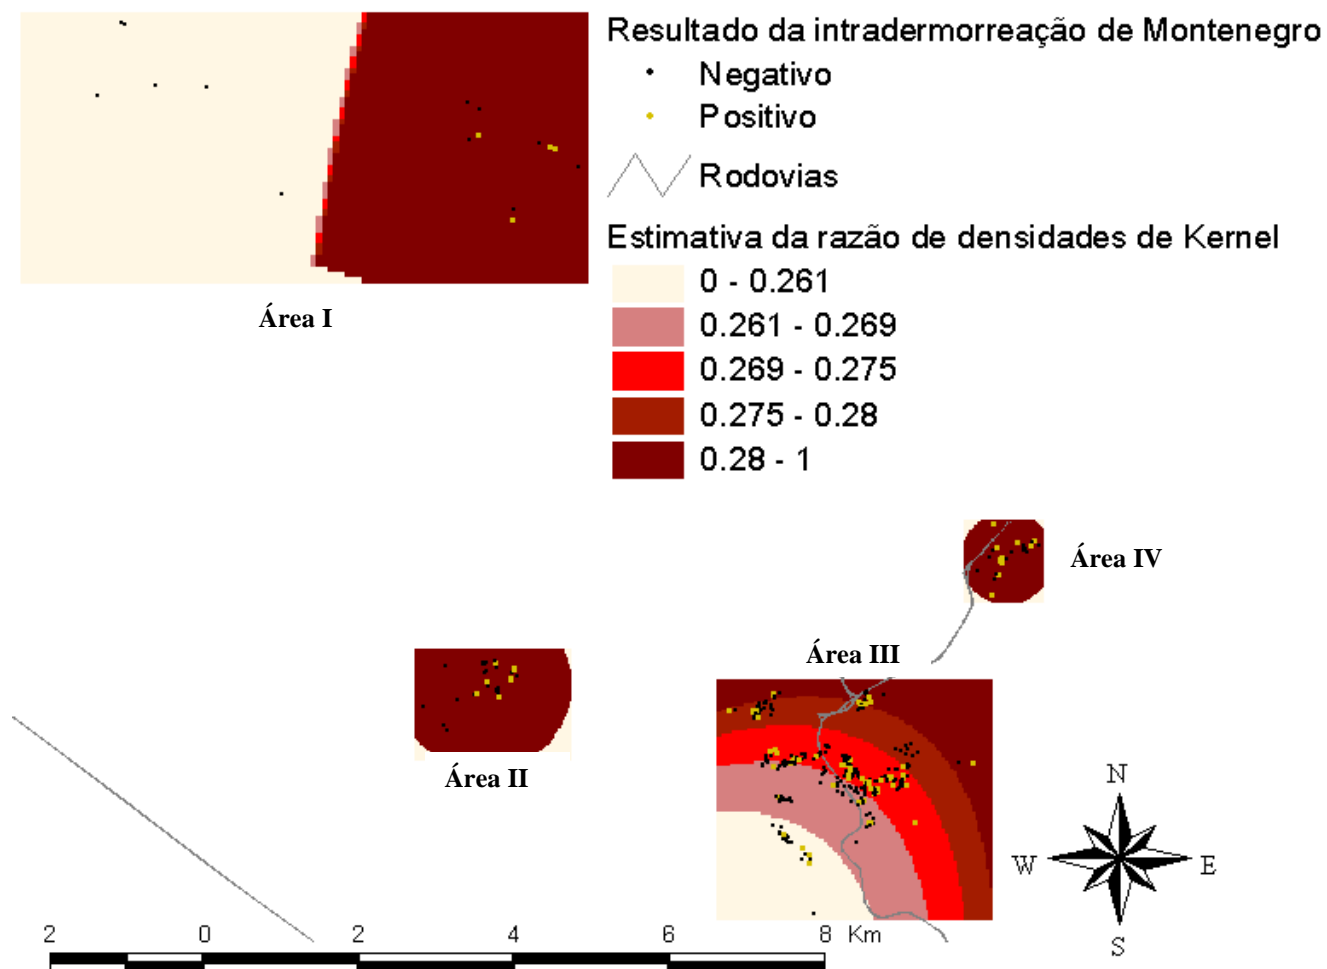 Resultado da intradermorreação de Montenegro
Negativo
Positivo
Rodovias
Estimativa da razão de densidades de Kernel
0 - 0.261
0.261 - 0.269
0.269 - 0.275
0.275 - 0.28
0.28 - 1
Área I
Área IV
Área III
Área II
N
W E
S
2 0 2 4 6 8 Km